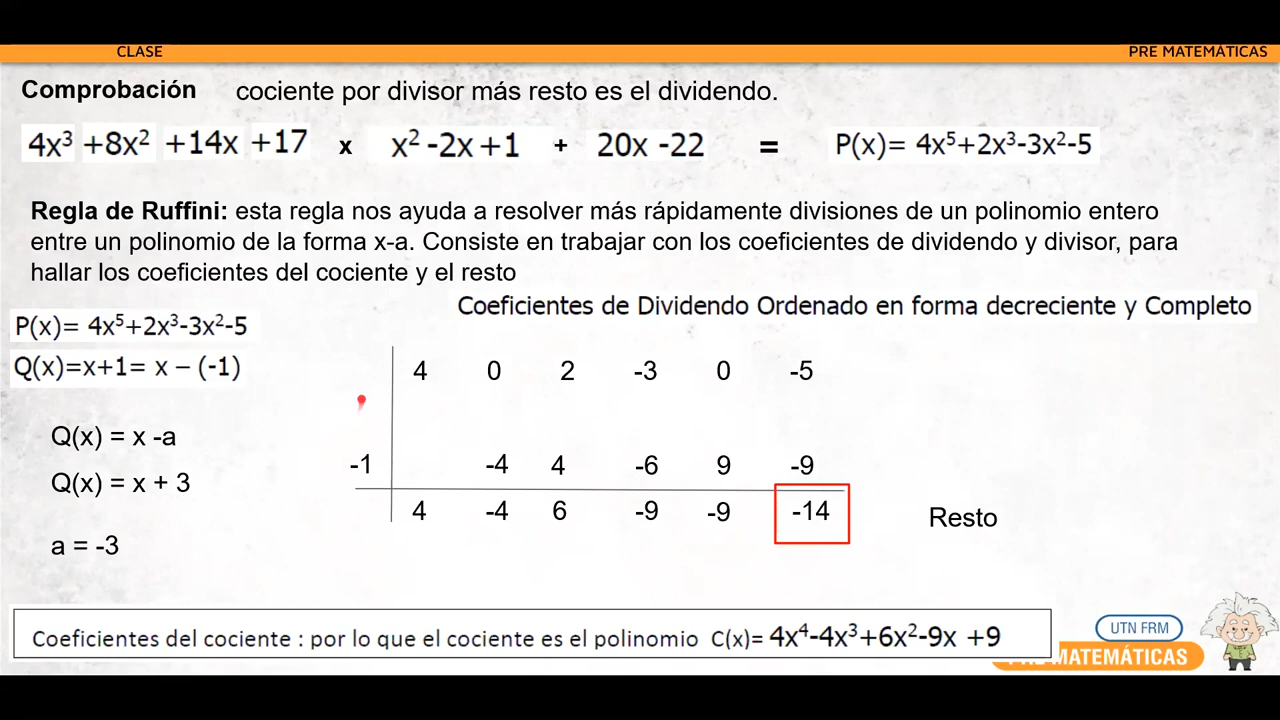 CLASE PRE MATEMÁTICAS
Comprobación cociente por divisor más resto es el dividendo.
4x³ +8x² +14x +17 x x² -2x +1 + 20x -22 = P(x)= 4x⁵+2x³-3x²-5
Regla de Ruffini: esta regla nos ayuda a resolver más rápidamente divisiones de un polinomio entero
entre un polinomio de la forma x-a. Consiste en trabajar con los coeficientes de dividendo y divisor, para
hallar los coeficientes del cociente y el resto
Coeficientes de Dividendo Ordenado en forma decreciente y Completo
P(x)= 4x⁵+2x³-3x²-5
Q(x)=x+1= x – (-1)
Q(x) = x -a
Q(x) = x + 3
a = -3
4 0 2 -3 0 -5
-1 -4 4 -6 9 -9
4 -4 6 -9 -9 -14
Resto
Coeficientes del cociente : por lo que el cociente es el polinomio C(x)= 4x⁴-4x³+6x²-9x +9
UTN FRM
PRE MATEMÁTICAS